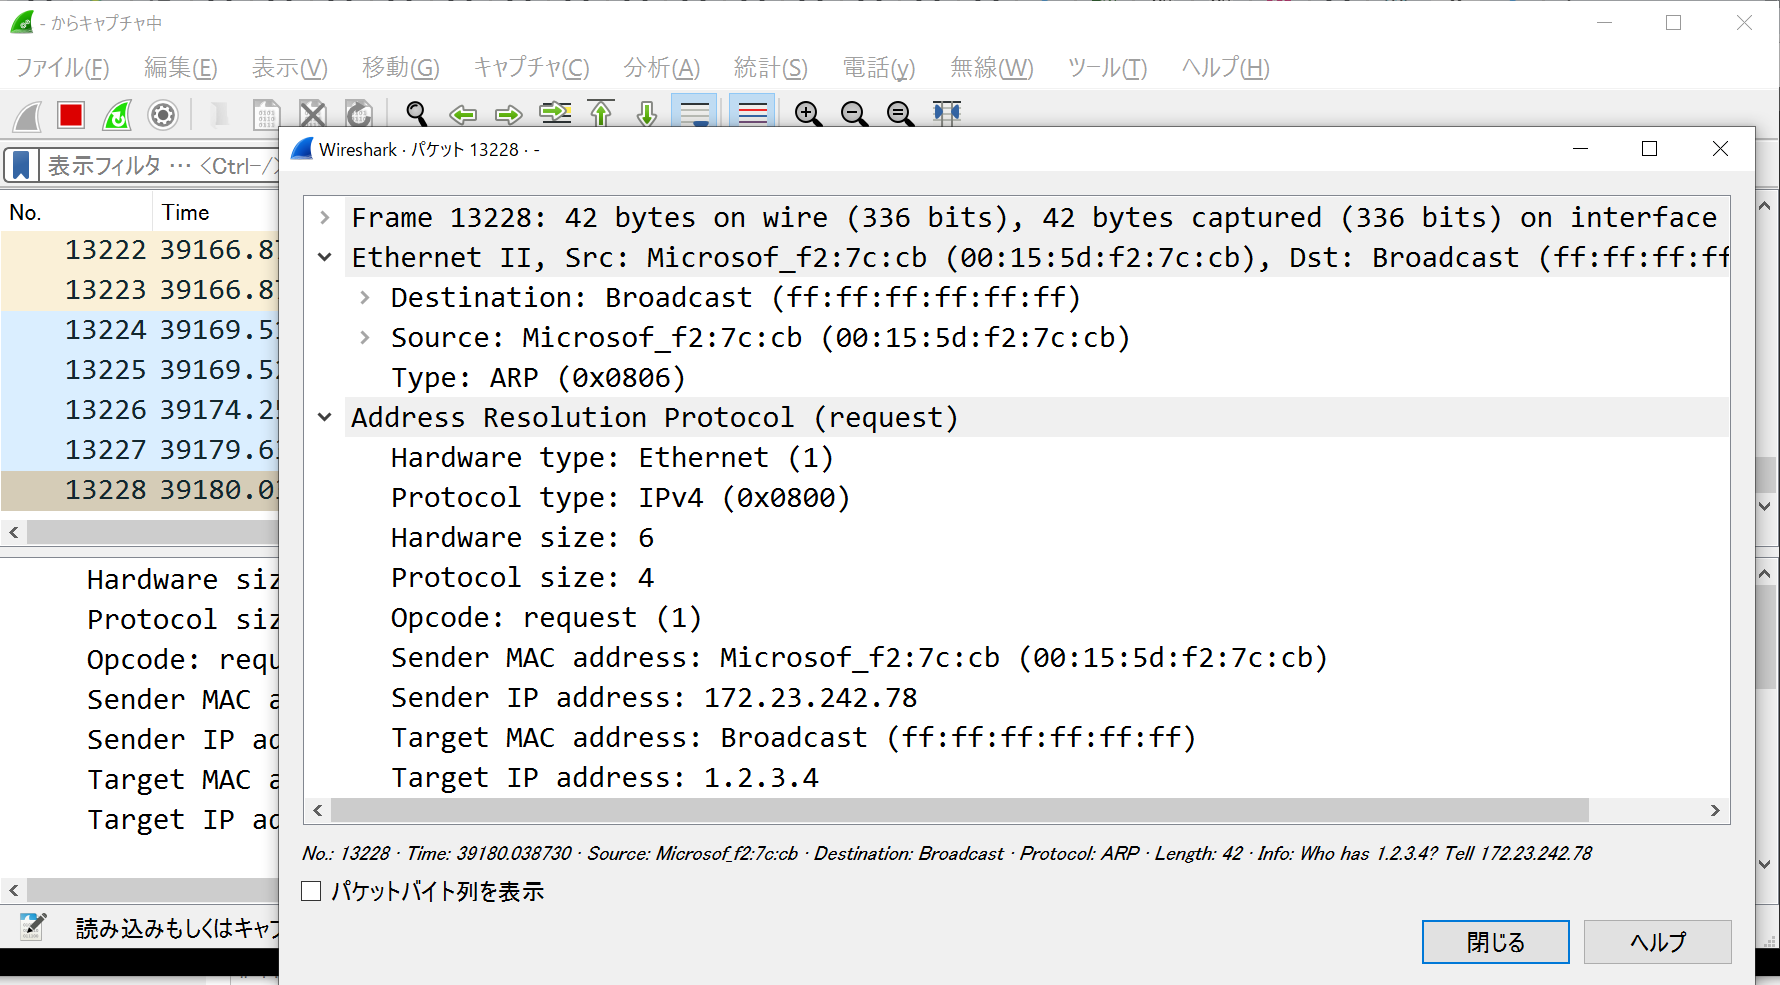 - からキャプチャ中
ファイル(F) 編集(E) 表示(V) 移動(G) キャプチャ(C) 分析(A) 統計(S) 電話(y) 無線(W) ツール(T) ヘルプ(H)
表示フィルタ … <Ctrl-/>
No. Time
13222 39166.87
13223 39166.87
13224 39169.51
13225 39169.52
13226 39174.25
13227 39179.61
13228 39180.03
Hardware siz
Protocol siz
Opcode: requ
Sender MAC a
Sender IP ad
Target MAC a
Target IP ad
読み込みもしくはキャプ
Wireshark · パケット 13228 · -
Frame 13228: 42 bytes on wire (336 bits), 42 bytes captured (336 bits) on interface
Ethernet II, Src: Microsof_f2:7c:cb (00:15:5d:f2:7c:cb), Dst: Broadcast (ff:ff:ff:ff
Destination: Broadcast (ff:ff:ff:ff:ff:ff)
Source: Microsof_f2:7c:cb (00:15:5d:f2:7c:cb)
Type: ARP (0x0806)
Address Resolution Protocol (request)
Hardware type: Ethernet (1)
Protocol type: IPv4 (0x0800)
Hardware size: 6
Protocol size: 4
Opcode: request (1)
Sender MAC address: Microsof_f2:7c:cb (00:15:5d:f2:7c:cb)
Sender IP address: 172.23.242.78
Target MAC address: Broadcast (ff:ff:ff:ff:ff:ff)
Target IP address: 1.2.3.4
No.: 13228 · Time: 39180.038730 · Source: Microsof_f2:7c:cb · Destination: Broadcast · Protocol: ARP · Length: 42 · Info: Who has 1.2.3.4? Tell 172.23.242.78
パケットバイト列を表示
閉じる ヘルプ